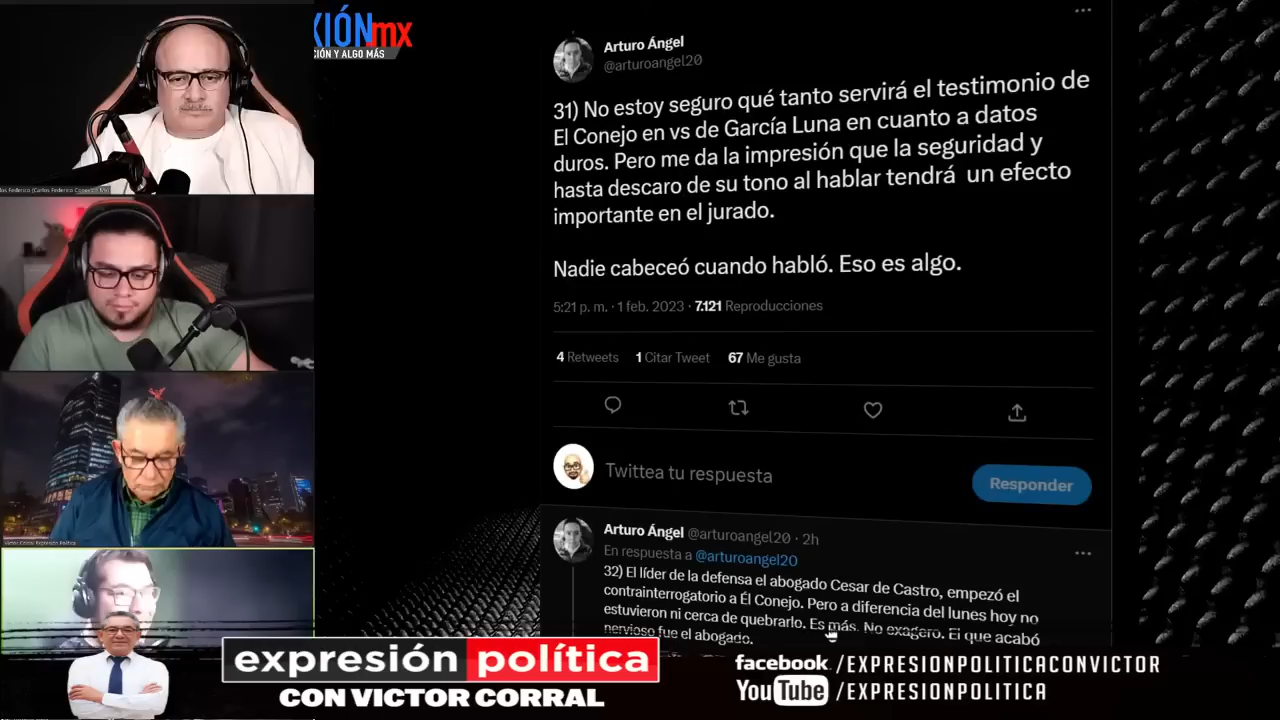 XIÓNmx
CIÓN Y ALGO MÁS
Arturo Ángel
@arturoangel20
31) No estoy seguro qué tanto servirá el testimonio de
El Conejo en vs de García Luna en cuanto a datos
duros. Pero me da la impresión que la seguridad y
hasta descaro de su tono al hablar tendrá un efecto
importante en el jurado.
Nadie cabeceó cuando habló. Eso es algo.
5:21 p. m. · 1 feb. 2023 · 7.121 Reproducciones
4 Retweets 1 Citar Tweet 67 Me gusta
Twittea tu respuesta
Responder
Arturo Ángel @arturoangel20 · 2h
En respuesta a @arturoangel20
32) El líder de la defensa el abogado Cesar de Castro, empezó el
contrainterrogatorio a Él Conejo. Pero a diferencia del lunes hoy no
estuvieron ni cerca de quebrarlo. Es más. No exagero. El que acabó
nervioso fue el abogado.
expresión política
CON VICTOR CORRAL
facebook /EXPRESIONPOLITICACONVICTOR
YouTube /EXPRESIONPOLITICA